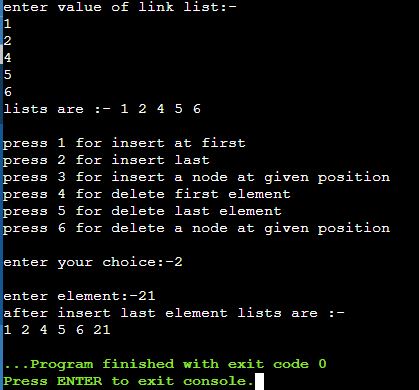 enter value of link list:-
1
2
4
5
6
lists are :- 1 2 4 5 6
press 1 for insert at first
press 2 for insert last
press 3 for insert a node at given position
press 4 for delete first element
press 5 for delete last element
press 6 for delete a node at given position
enter your choice:-2
enter element:-21
after insert last element lists are :-
1 2 4 5 6 21
...Program finished with exit code 0
Press ENTER to exit console.